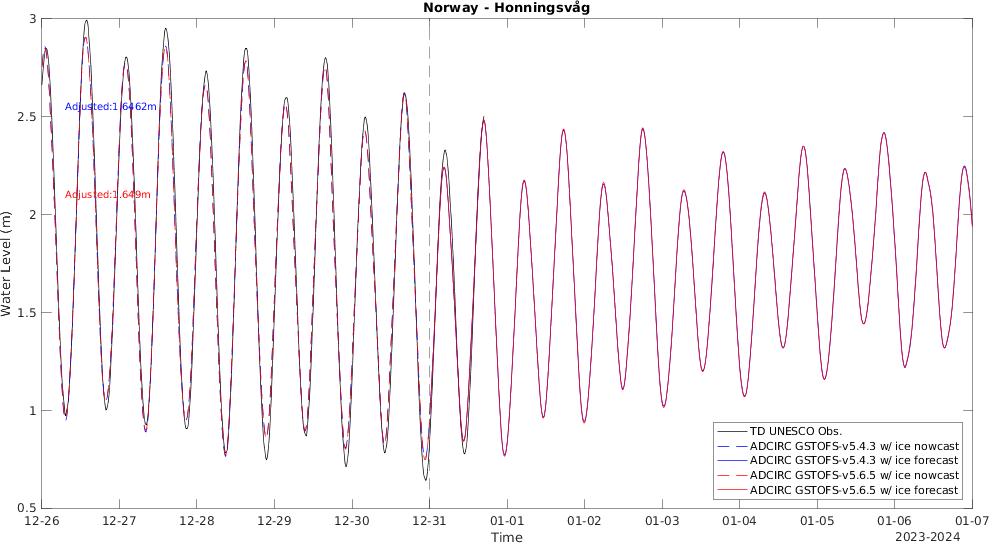 Norway - Honningsvåg
3
2.5
2
1.5
1
0.5
Water Level (m)
Adjusted:1.6462m
Adjusted:1.649m
TD UNESCO Obs.
ADCIRC GSTOFS-v5.4.3 w/ ice nowcast
ADCIRC GSTOFS-v5.4.3 w/ ice forecast
ADCIRC GSTOFS-v5.6.5 w/ ice nowcast
ADCIRC GSTOFS-v5.6.5 w/ ice forecast
12-26 12-27 12-28 12-29 12-30 12-31 01-01 01-02 01-03 01-04 01-05 01-06 01-07
Time
2023-2024